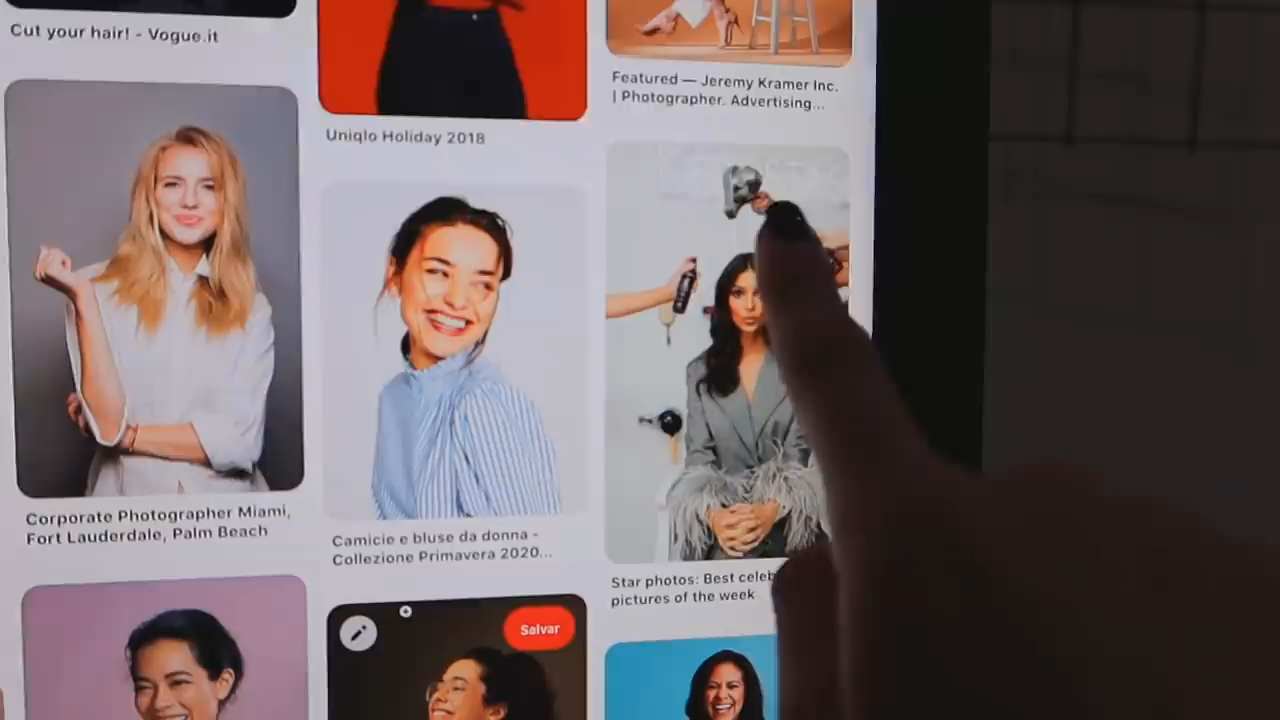 Cut your hair! - Vogue.it
Uniqlo Holiday 2018
Featured — Jeremy Kramer Inc.
| Photographer. Advertising...
Corporate Photographer Miami,
Fort Lauderdale, Palm Beach
Camicie e bluse da donna -
Collezione Primavera 2020...
Star photos: Best celeb
pictures of the week
Salvar